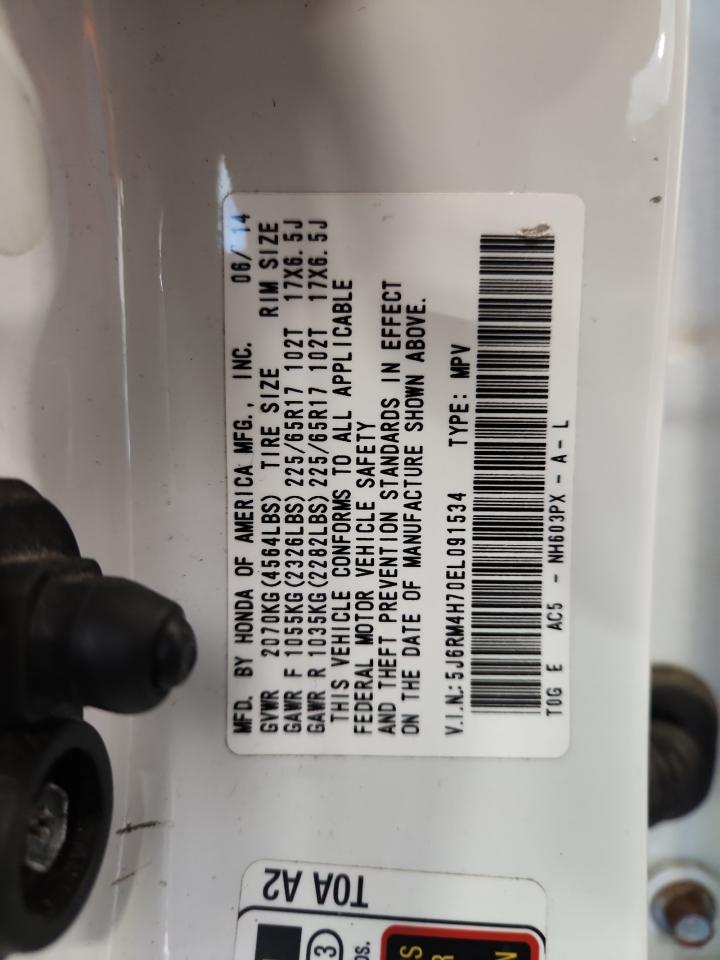 MFD. BY HONDA OF AMERICA MFG., INC. 06/ 14
GVWR 2070KG(4564LBS) TIRE SIZE RIM SIZE
GAWR F 1055KG(2326LBS) 225/65R17 102T 17X6.5J
GAWR R 1035KG(2282LBS) 225/65R17 102T 17X6.5J
THIS VEHICLE CONFORMS TO ALL APPLICABLE
FEDERAL MOTOR VEHICLE SAFETY
AND THEFT PREVENTION STANDARDS IN EFFECT
ON THE DATE OF MANUFACTURE SHOWN ABOVE.
V.I.N.: 5J6RM4H70EL091534 TYPE: MPV
T0G E AC5 - NH603PX - A - L
T0A A2
3